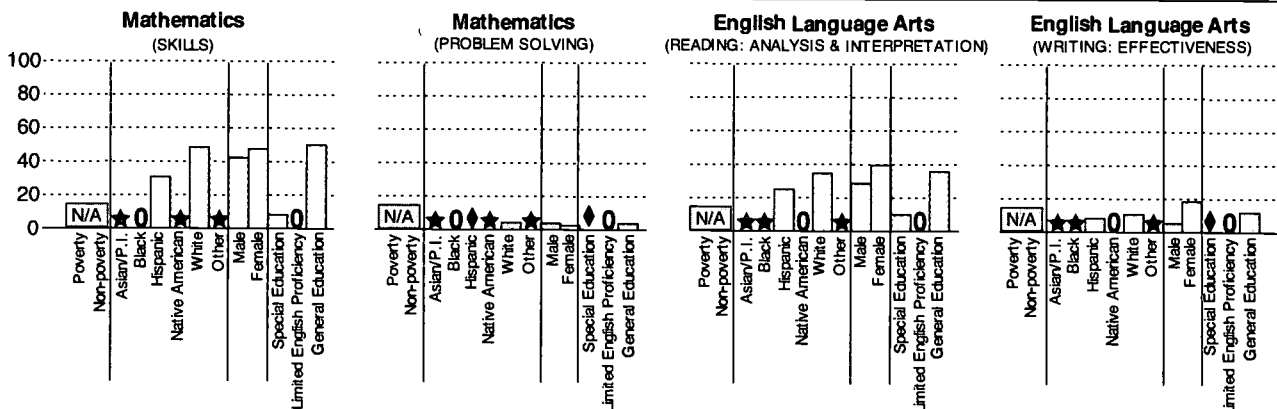 Mathematics
(SKILLS)
100
80
60
40
20
0
N/A
0
0
Poverty
Non-poverty
Asian/P.I.
Black
Hispanic
Native American
White
Other
Male
Female
Special Education
Limited English Proficiency
General Education
Mathematics
(PROBLEM SOLVING)
N/A
0
0
Poverty
Non-poverty
Asian/P.I.
Black
Hispanic
Native American
White
Other
Male
Female
Special Education
Limited English Proficiency
General Education
English Language Arts
(READING: ANALYSIS & INTERPRETATION)
N/A
0
0
Poverty
Non-poverty
Asian/P.I.
Black
Hispanic
Native American
White
Other
Male
Female
Special Education
Limited English Proficiency
General Education
English Language Arts
(WRITING: EFFECTIVENESS)
N/A
0
0
Poverty
Non-poverty
Asian/P.I.
Black
Hispanic
Native American
White
Other
Male
Female
Special Education
Limited English Proficiency
General Education